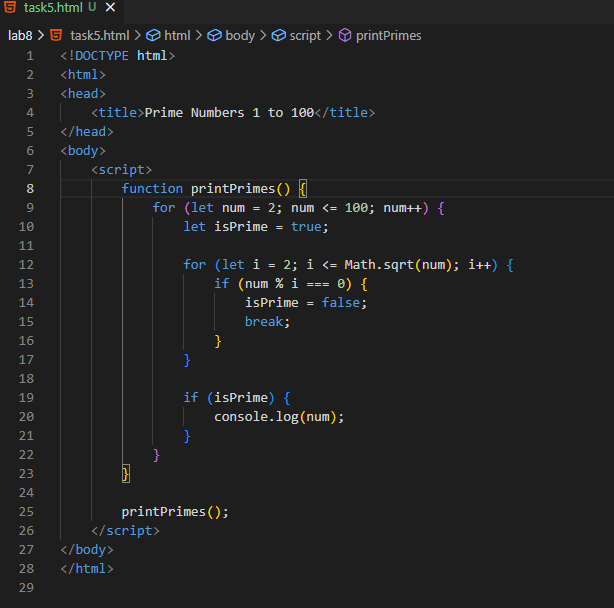 task5.html U X
lab8 > task5.html > html > body > script > printPrimes
1 <!DOCTYPE html>
2 <html>
3 <head>
4     <title>Prime Numbers 1 to 100</title>
5 </head>
6 <body>
7     <script>
8         function printPrimes() {
9             for (let num = 2; num <= 100; num++) {
10                 let isPrime = true;
11
12                 for (let i = 2; i <= Math.sqrt(num); i++) {
13                     if (num % i === 0) {
14                         isPrime = false;
15                         break;
16                     }
17                 }
18
19                 if (isPrime) {
20                     console.log(num);
21                 }
22             }
23         }
24
25         printPrimes();
26     </script>
27 </body>
28 </html>
29